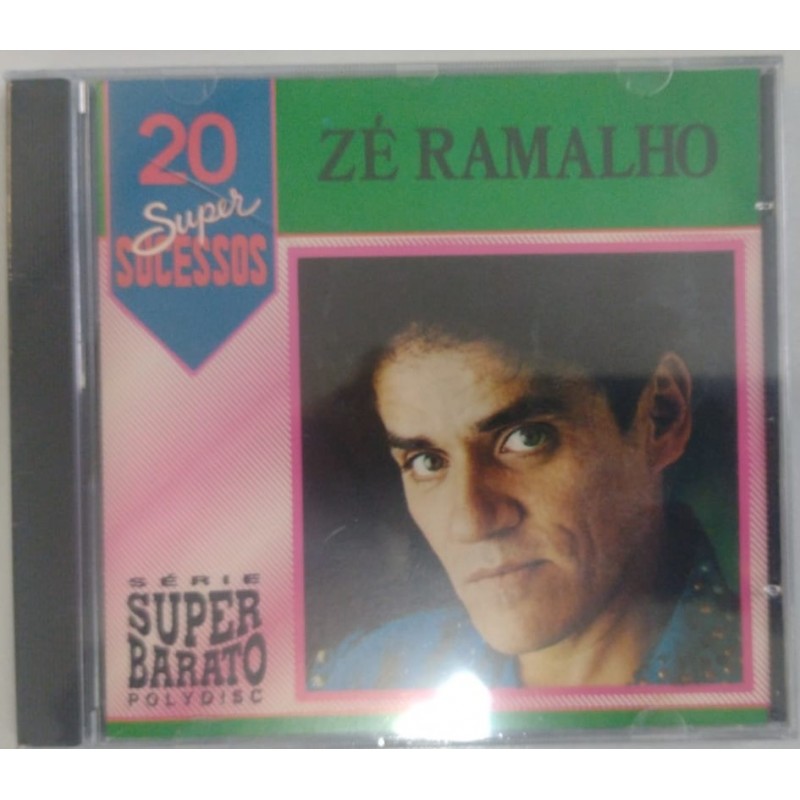 20
Super
SUCESSOS
ZÉ RAMALHO
SÉRIE
SUPER
BARATO
POLYDISC